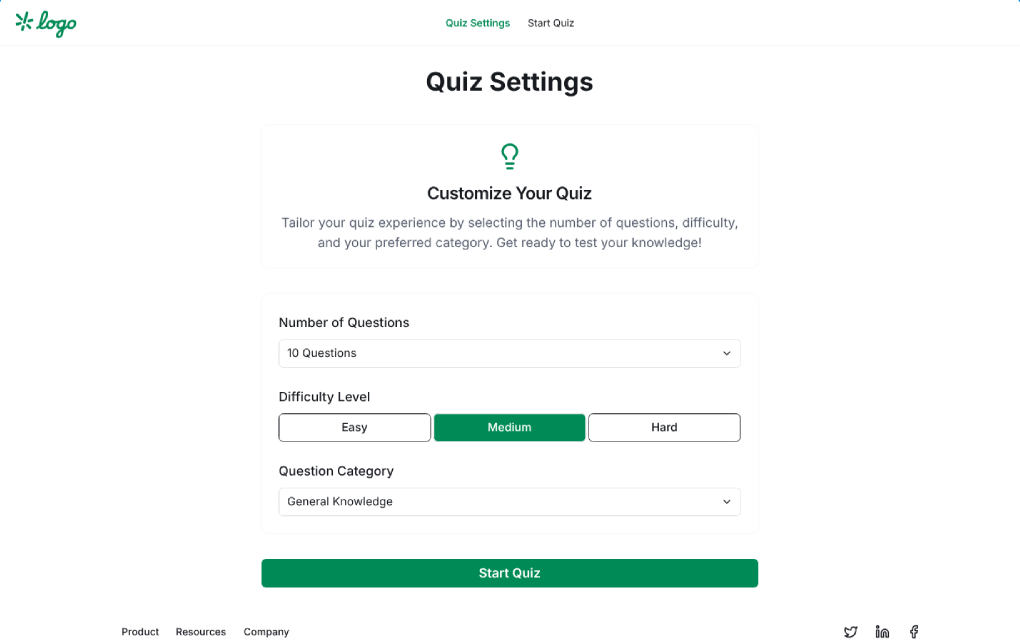 logo
Quiz Settings
Start Quiz
Quiz Settings
Customize Your Quiz
Tailor your quiz experience by selecting the number of questions, difficulty,
and your preferred category. Get ready to test your knowledge!
Number of Questions
10 Questions
Difficulty Level
Easy
Medium
Hard
Question Category
General Knowledge
Start Quiz
Product
Resources
Company